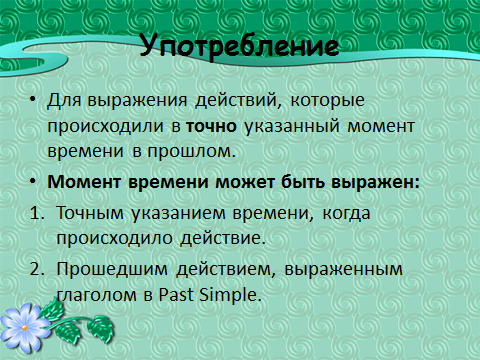 Употребление
• Для выражения действий, которые
происходили в точно указанный момент
времени в прошлом.
• Момент времени может быть выражен:
1. Точным указанием времени, когда
происходило действие.
2. Прошедшим действием, выраженным
глаголом в Past Simple.